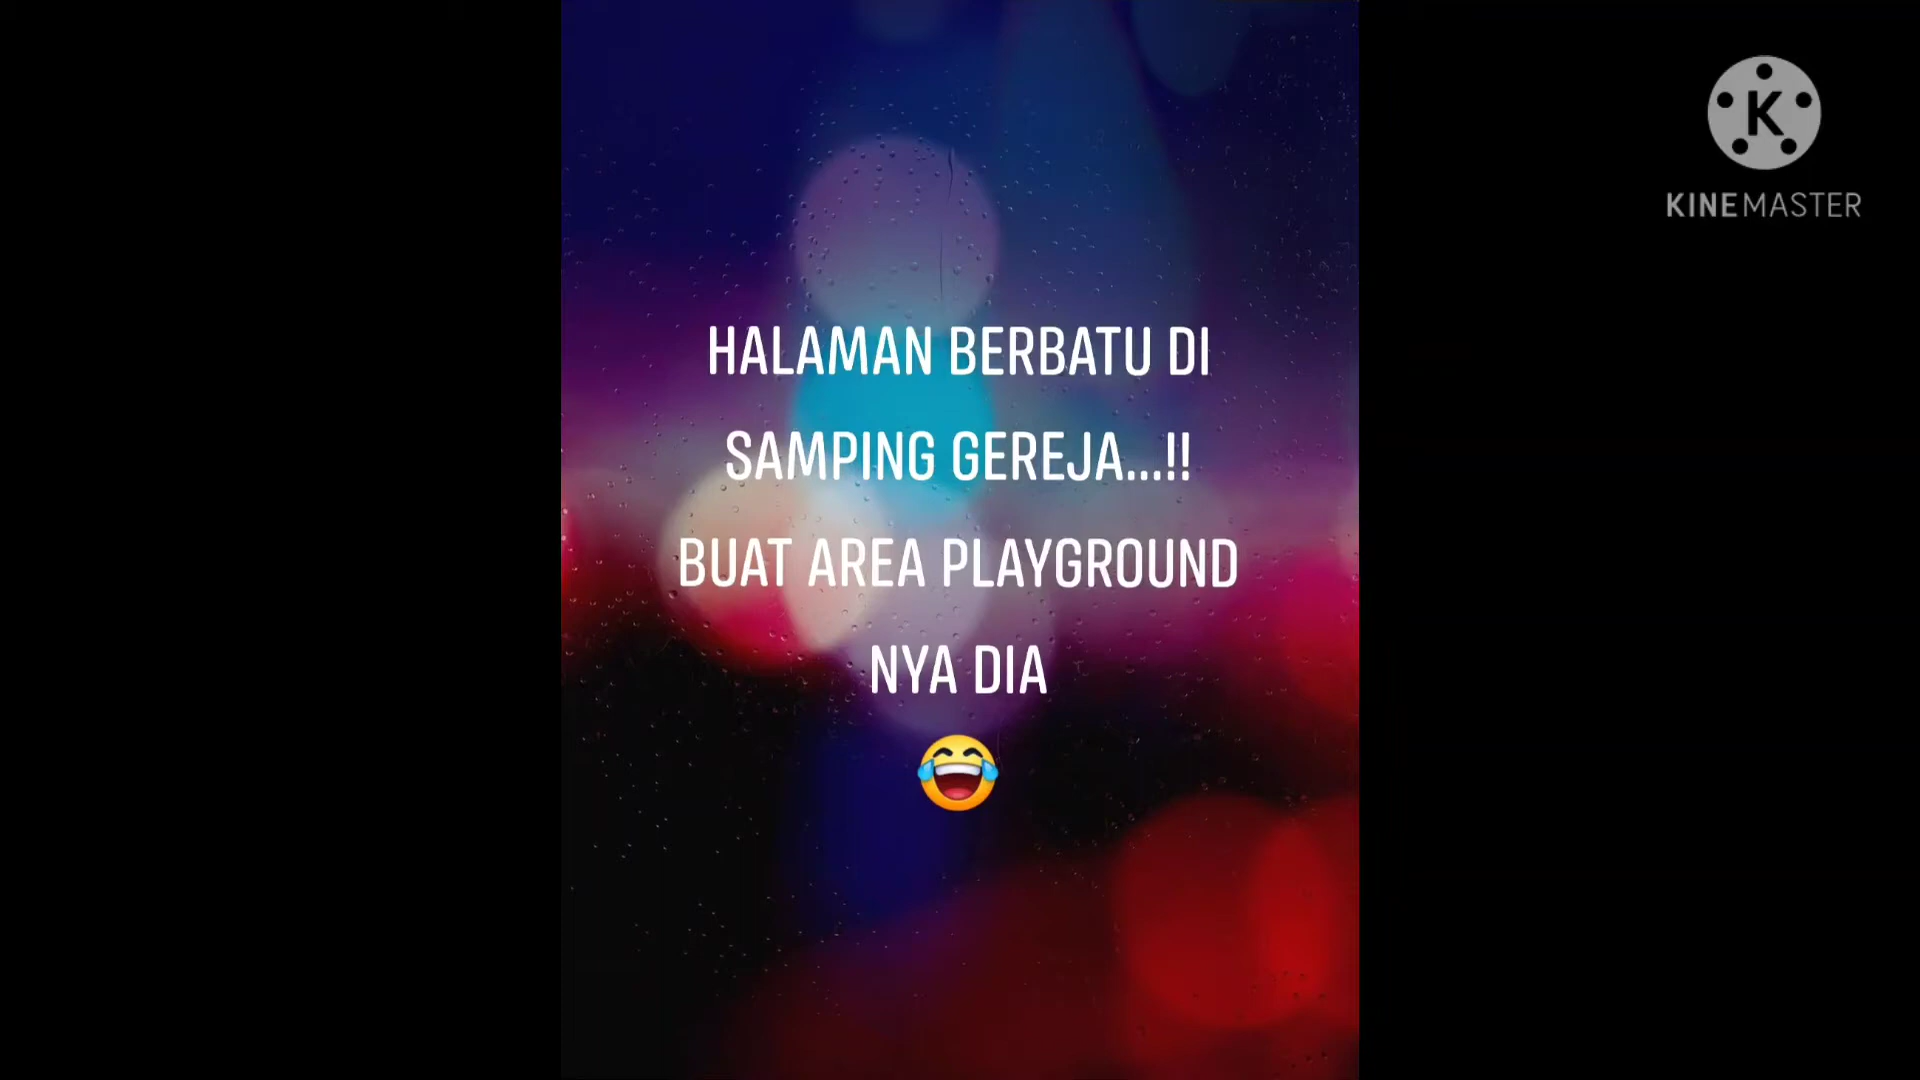 HALAMAN BERBATU DI
SAMPING GEREJA...!!
BUAT AREA PLAYGROUND
NYA DIA
😂
K
KINEMASTER